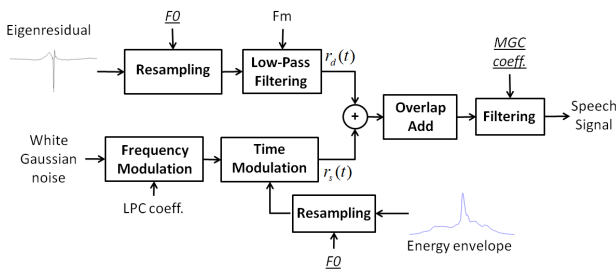 Eigenresidual
F0
Fm
Resampling
Low-Pass
Filtering
r_d(t)
MGC
coeff.
+
Overlap
Add
Filtering
Speech
Signal
White
Gaussian
noise
Frequency
Modulation
Time
Modulation
r_s(t)
LPC coeff.
Resampling
F0
Energy envelope